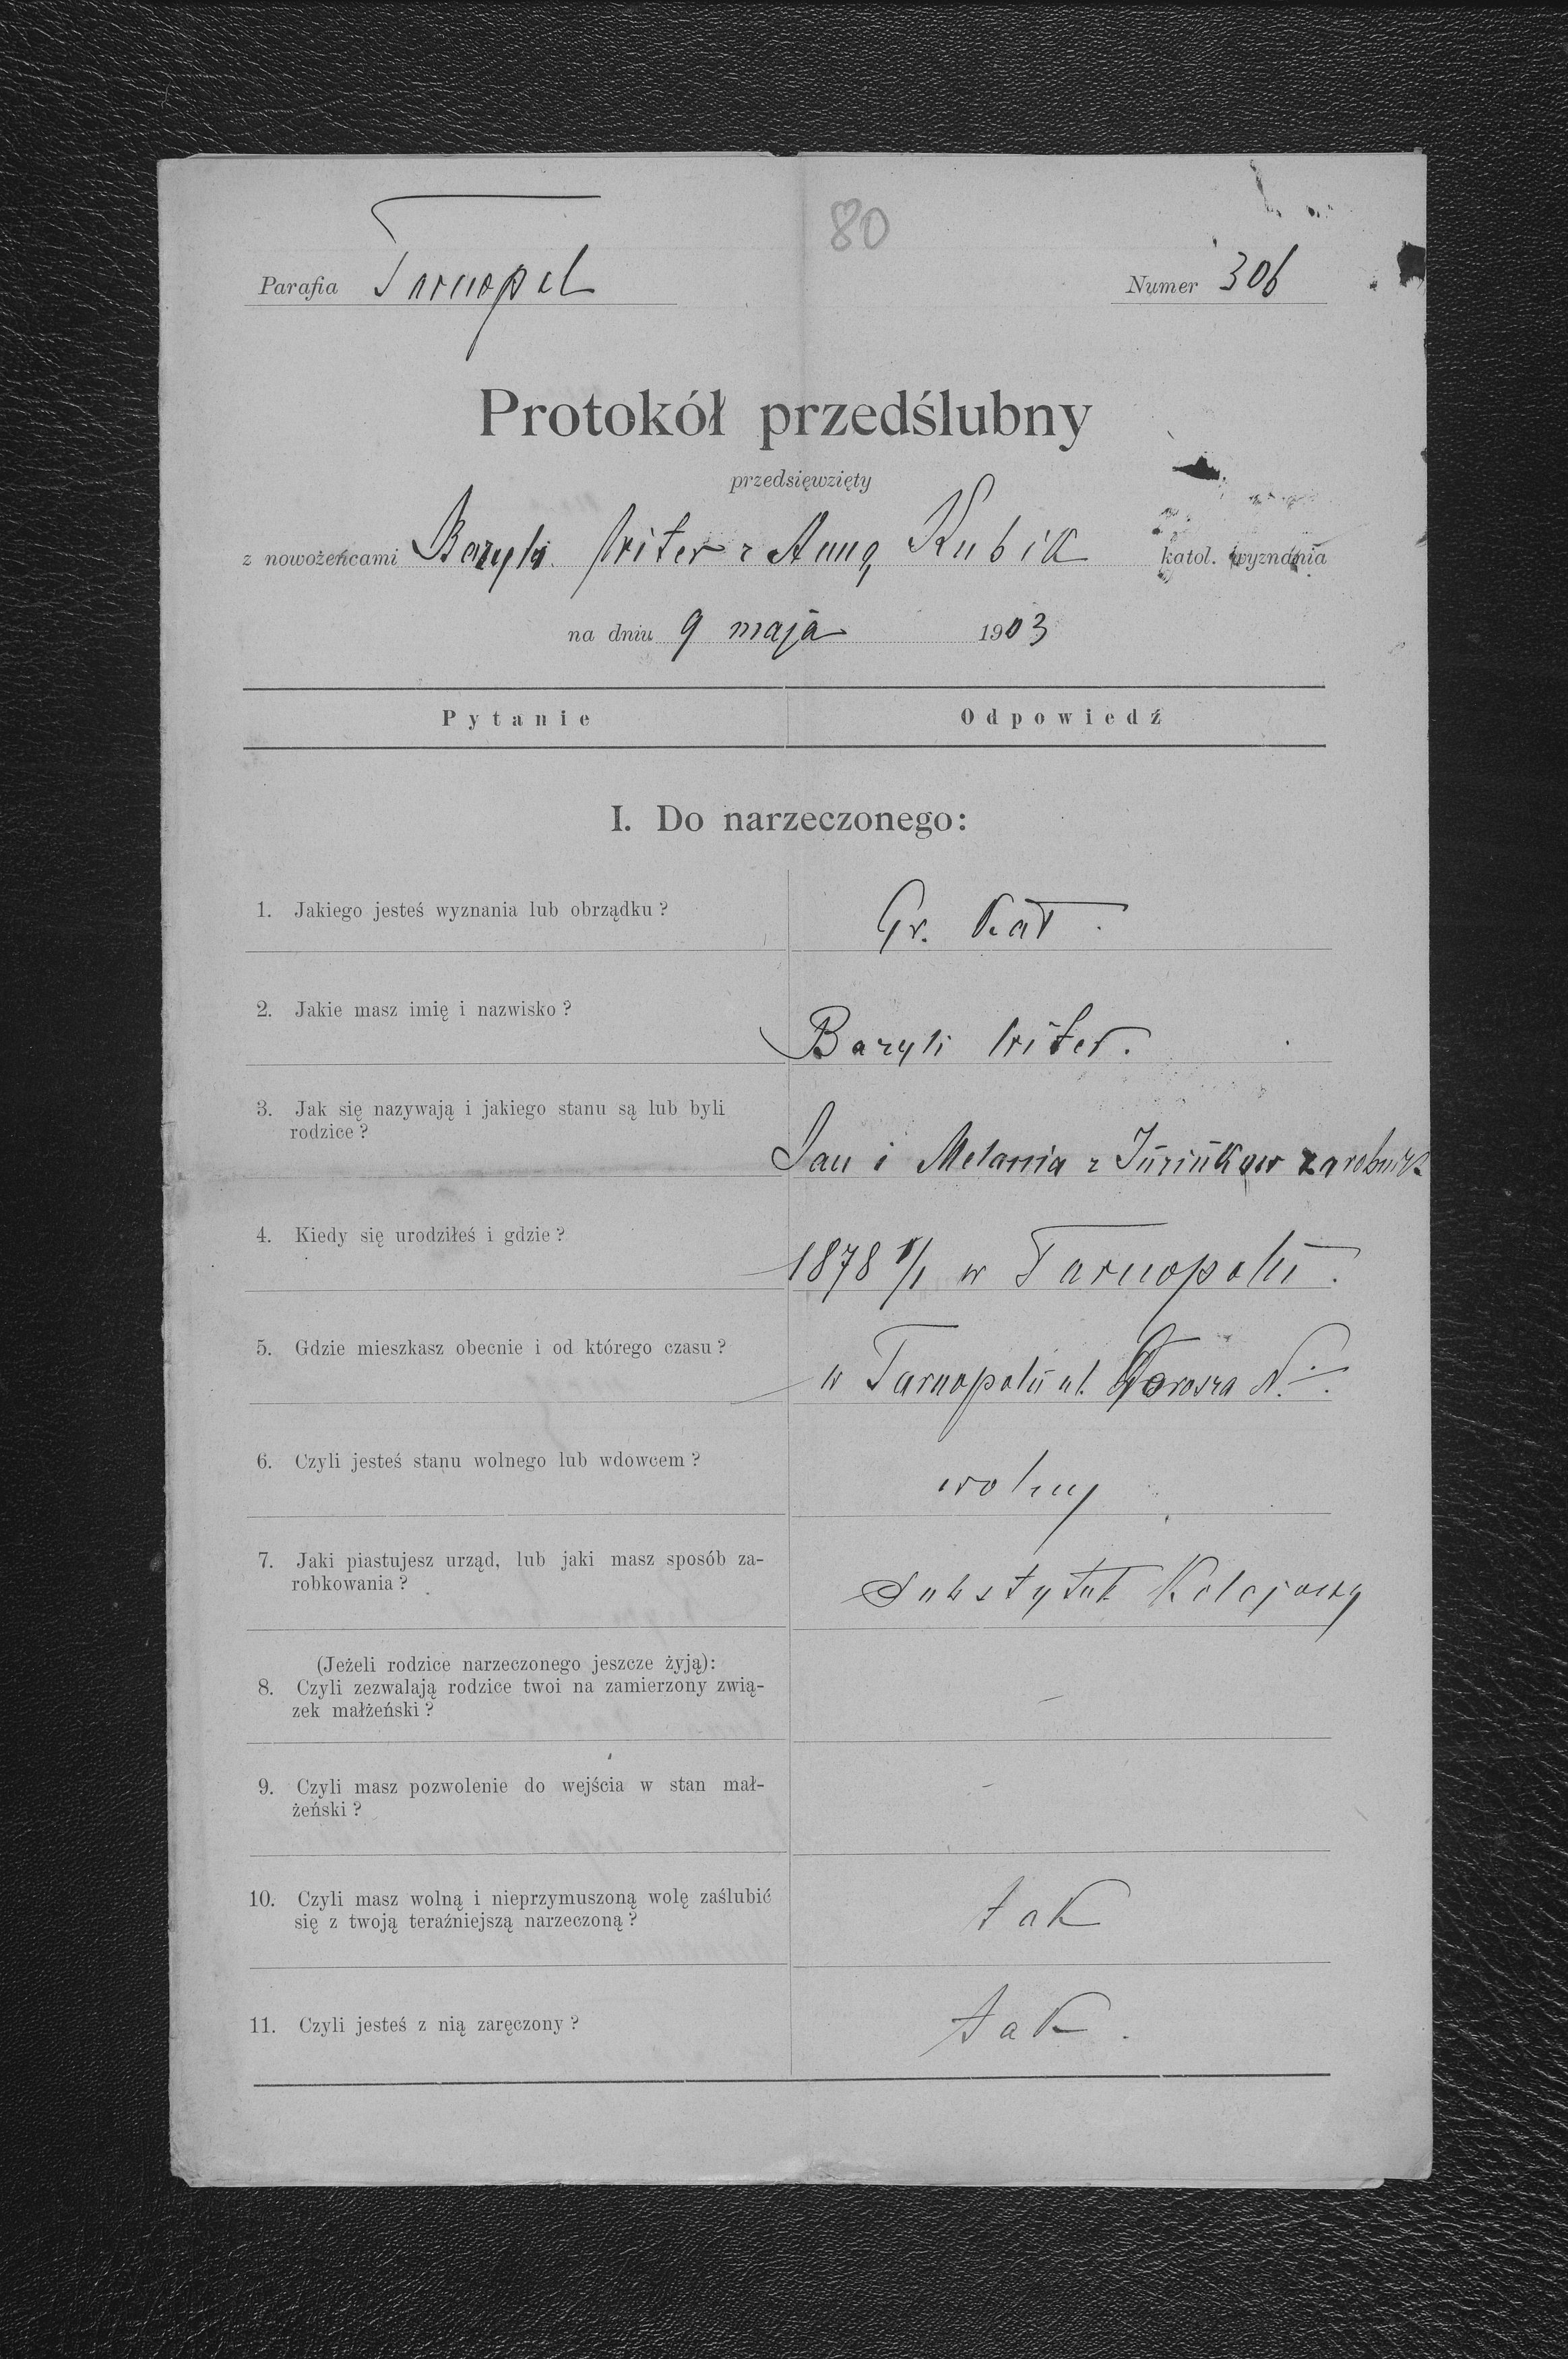 80
Parafia Tarnopol
Numer 306
Protokół przedślubny
przedsięwzięty
z nowożeńcami Bazyli z Anną Kubik katol. wyznania
na dniu 9 maja 1903
Pytanie Odpowiedź
I. Do narzeczonego:
1. Jakiego jesteś wyznania lub obrządku? Gr. Kat.
2. Jakie masz imię i nazwisko? Bazyli
3. Jak się nazywają i jakiego stanu są lub byli
rodzice? Jan i Melania z
4. Kiedy się urodziłeś i gdzie? 1878 w Tarnopolu.
5. Gdzie mieszkasz obecnie i od którego czasu? w Tarnopolu ul.
6. Czyli jesteś stanu wolnego lub wdowcem? wolny
7. Jaki piastujesz urząd, lub jaki masz sposób za-
robkowania? Substytut Kolejowy
(Jeżeli rodzice narzeczonego jeszcze żyją):
8. Czyli zezwalają rodzice twoi na zamierzony zwią-
zek małżeński? –
9. Czyli masz pozwolenie do wejścia w stan mał-
żeński? –
10. Czyli masz wolną i nieprzymuszoną wolę zaślubić
się z twoją teraźniejszą narzeczoną? tak
11. Czyli jesteś z nią zaręczony? tak.